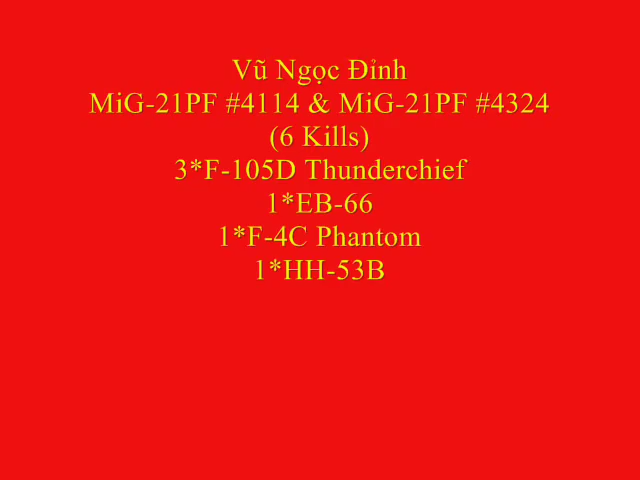 Vũ Ngọc Đỉnh
MiG-21PF #4114 & MiG-21PF #4324
(6 Kills)
3*F-105D Thunderchief
1*EB-66
1*F-4C Phantom
1*HH-53B